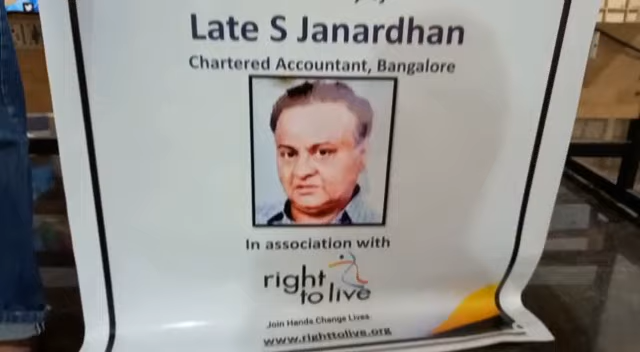 Late S Janardhan
Chartered Accountant, Bangalore
In association with
right
to live
Join Hands Change Lives
www.righttolive.org